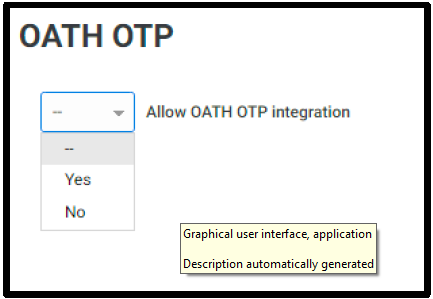 OATH OTP
-- Allow OATH OTP integration
--
Yes
No
Graphical user interface, application
Description automatically generated